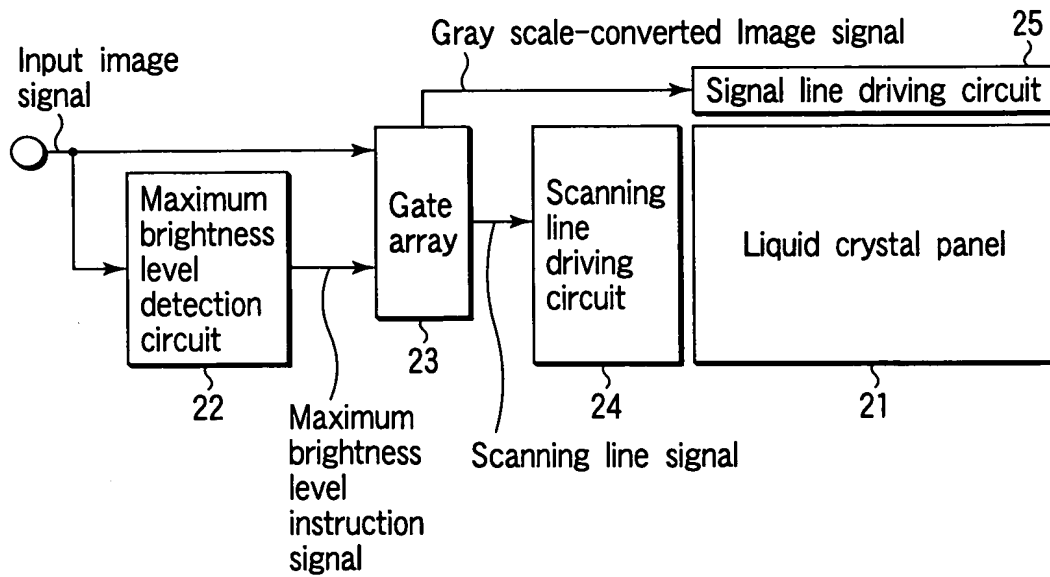 Gray scale-converted Image signal
25
Input image
signal
Signal line driving circuit
Maximum
brightness
level
detection
circuit
22
Gate
array
23
Scanning
line
driving
circuit
24
Liquid crystal panel
21
Maximum
brightness
level
instruction
signal
Scanning line signal